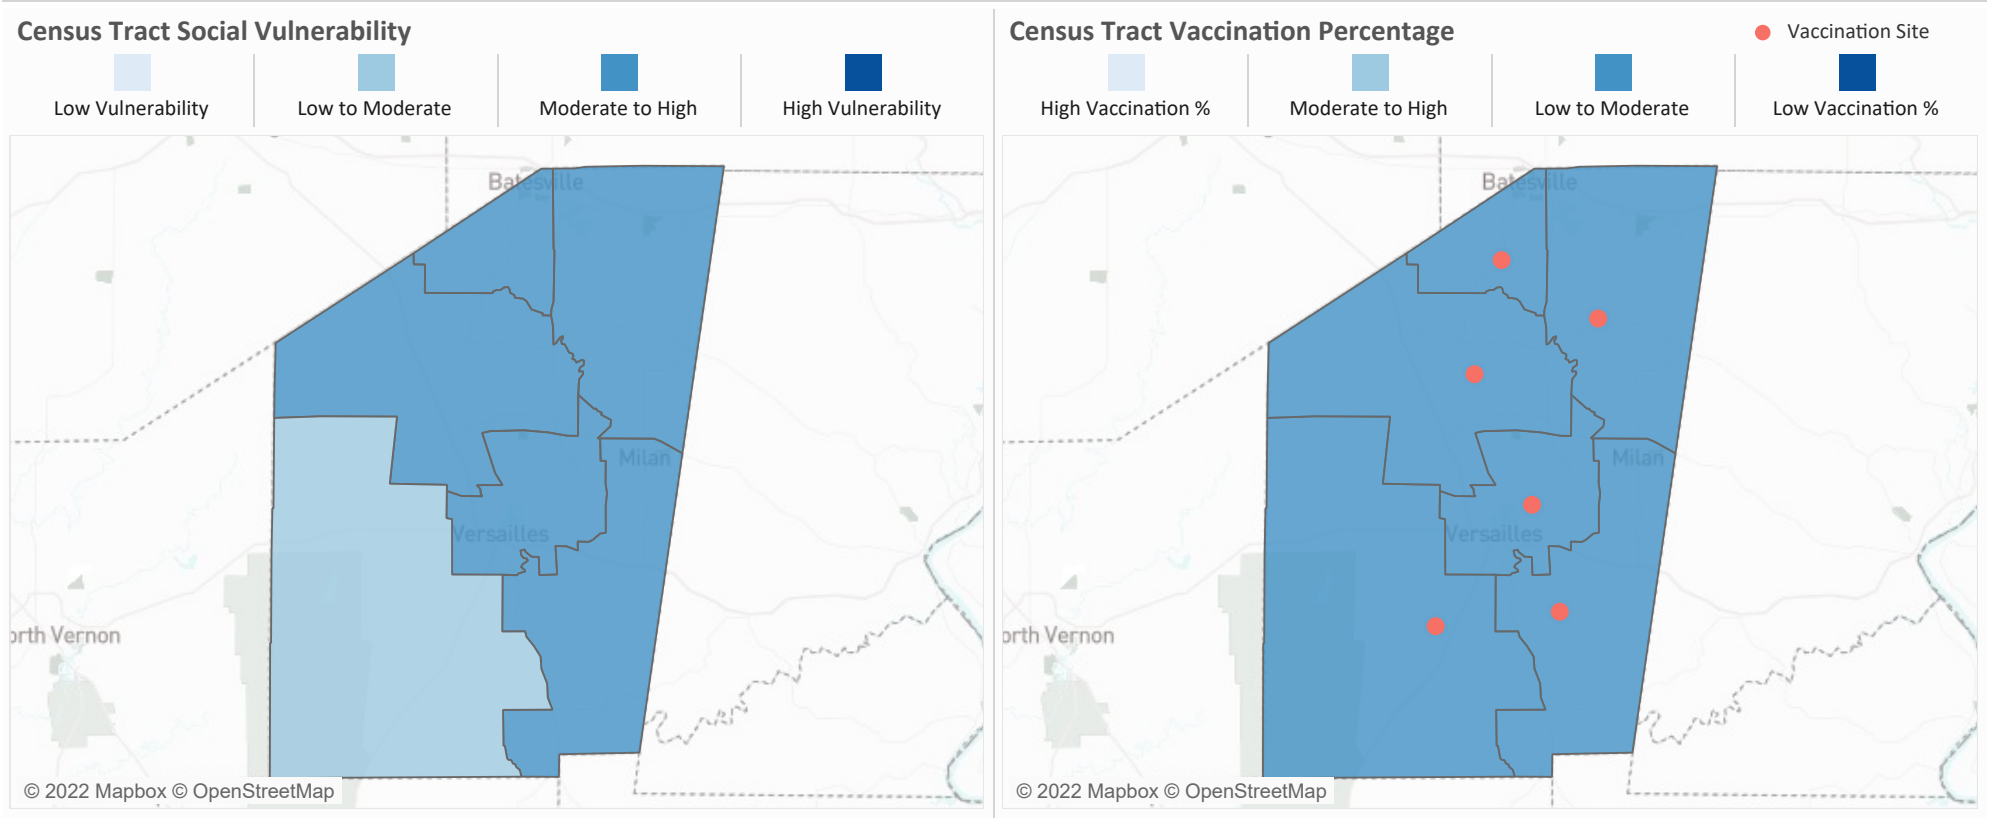 Census Tract Social Vulnerability
Low Vulnerability
Low to Moderate
Moderate to High
High Vulnerability
Batesville
Milan
Versailles
orth Vernon
© 2022 Mapbox © OpenStreetMap
Census Tract Vaccination Percentage
Vaccination Site
High Vaccination %
Moderate to High
Low to Moderate
Low Vaccination %
Batesville
Milan
Versailles
orth Vernon
© 2022 Mapbox © OpenStreetMap